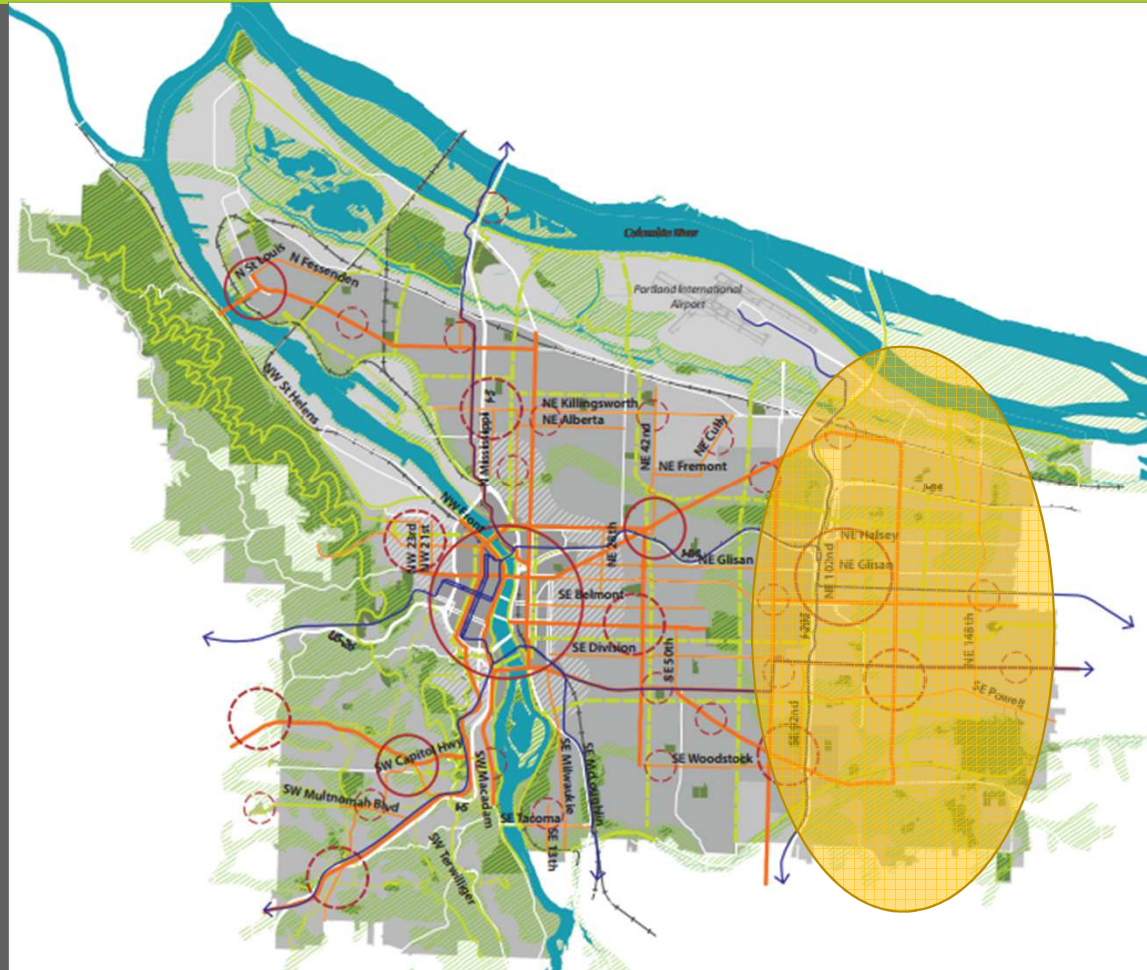 Columbia River
Portland International
Airport
N St Louis
N Fessenden
NW St Helens
I-5
N Mississippi
NE Killingsworth
NE Alberta
NE 42nd
NE Cully
NE Fremont
NW Front
NW 23rd
NW 21st
NE 28th
NE Glisan
NE Halsey
NE Glisan
NE 102nd
SE Belmont
US-26
SE Division
SE 50th
I-205
NE 148th
SE Powell
SE 92nd
SW Capitol Hwy
SW Macadam
SE Milwaukie
SE McLoughlin
SE Woodstock
SW Multnomah Blvd
I-5
SE Tacoma
SE 13th
SW Terwilliger